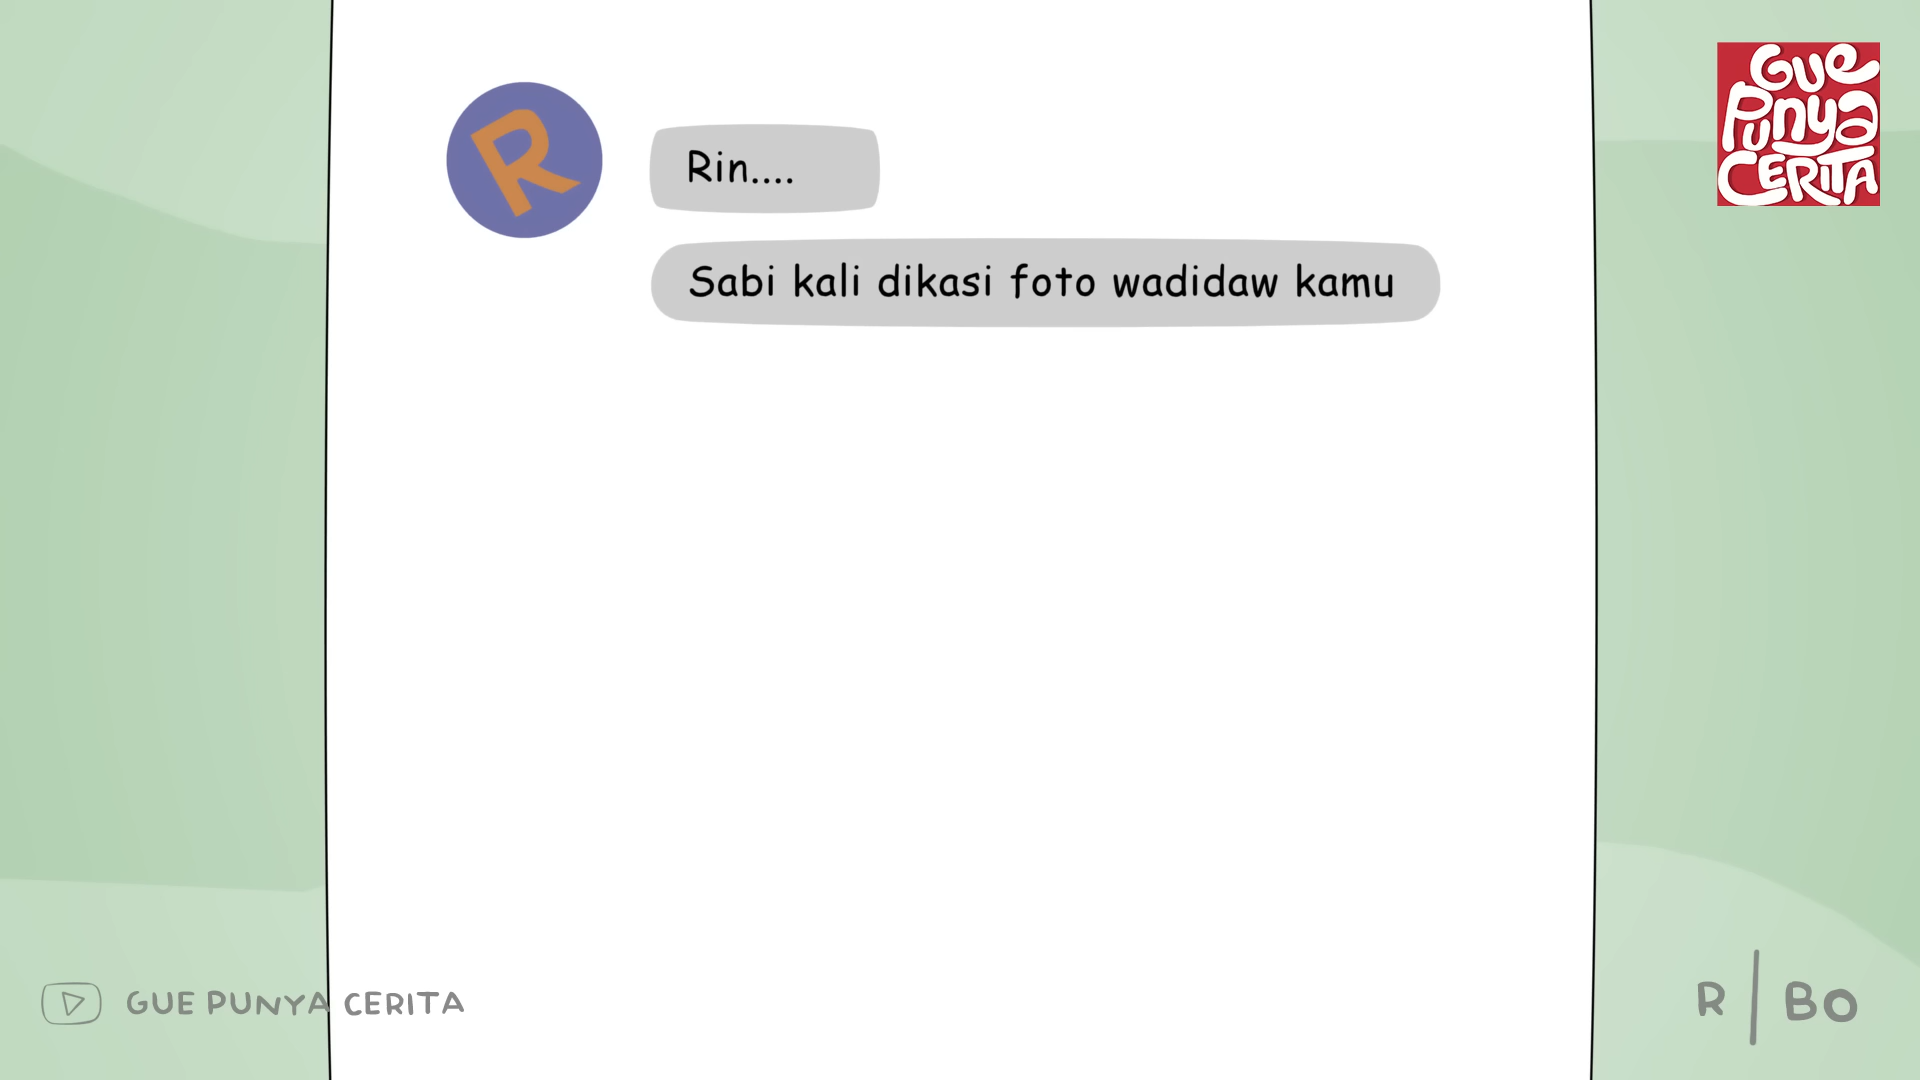 Gue
Punya
CERITA
R
Rin....
Sabi kali dikasi foto wadidaw kamu
GUE PUNYA CERITA
R | BO